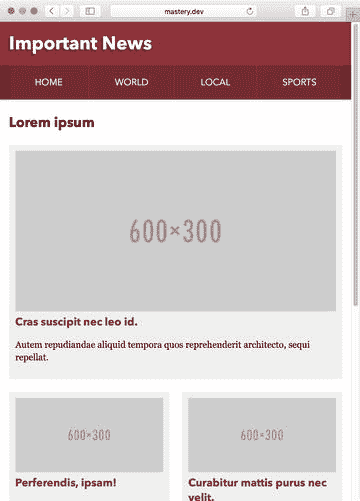 mastery.dev
Important News
HOME WORLD LOCAL SPORTS
Lorem ipsum
600×300
Cras suscipit nec leo id.
Autem repudiandae aliquid tempora quos reprehenderit architecto, sequi
repellat.
600×300 600×300
Perferendis, ipsam! Curabitur mattis purus nec
velit.